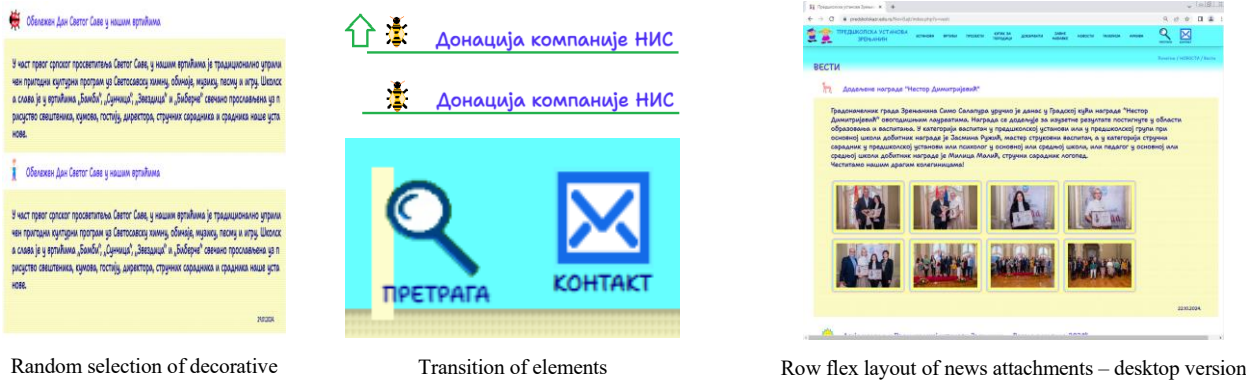 Обележен Дан Светог Саве у нашим вртићима
У част првог српског просветитеља Светог Саве, у нашим вртићима је традиционално уприли
чен пригодни културни програм уз Светосавску химну, обичаје, музику, песму и игру. Школск
а слава је у вртићима „Бамби“, „Сунчица“, „Звездица“ и „Биберче“ свечано прослављена уз п
рисуство свештеника, кумова, гостију, директора, стручних сарадника и срадника наше уста
нове.
Обележен Дан Светог Саве у нашим вртићима
У част првог српског просветитеља Светог Саве, у нашим вртићима је традиционално уприли
чен пригодни културни програм уз Светосавску химну, обичаје, музику, песму и игру. Школск
а слава је у вртићима „Бамби“, „Сунчица“, „Звездица“ и „Биберче“ свечано прослављена уз п
рисуство свештеника, кумова, гостију, директора, стручних сарадника и срадника наше уста
нове.
Random selection of decorative
Донација компаније НИС
Донација компаније НИС
ПРЕТРАГА
КОНТАКТ
Transition of elements
ПРЕДШКОЛСКА УСТАНОВА
ЗРЕЊАНИН
ВЕСТИ
Почетна / НОВОСТИ / Вести
Додељене награде "Нестор Димитријевић"
Градоначелник града Зрењанина Симо Салапура уручио је данас у Градској кући награде "Нестор
Димитријевић" овогодишњим лауреатима. Награда се додељује за изузетне резултате постигнуте у области
образовања и васпитања. У категорији васпитач у предшколској установи или у предшколској групи при
основној школи добитник награде је Јасмина Ружић, мастер струковни васпитач, а у категорији стручни
сарадник у предшколској установи или психолог у основној или средњој школи, или педагог у основној или
средњој школи добитник награде је Милица Малић, стручни сарадник логопед.
Честитамо нашим драгим колегиницама!
22.10.2024.
Row flex layout of news attachments – desktop version